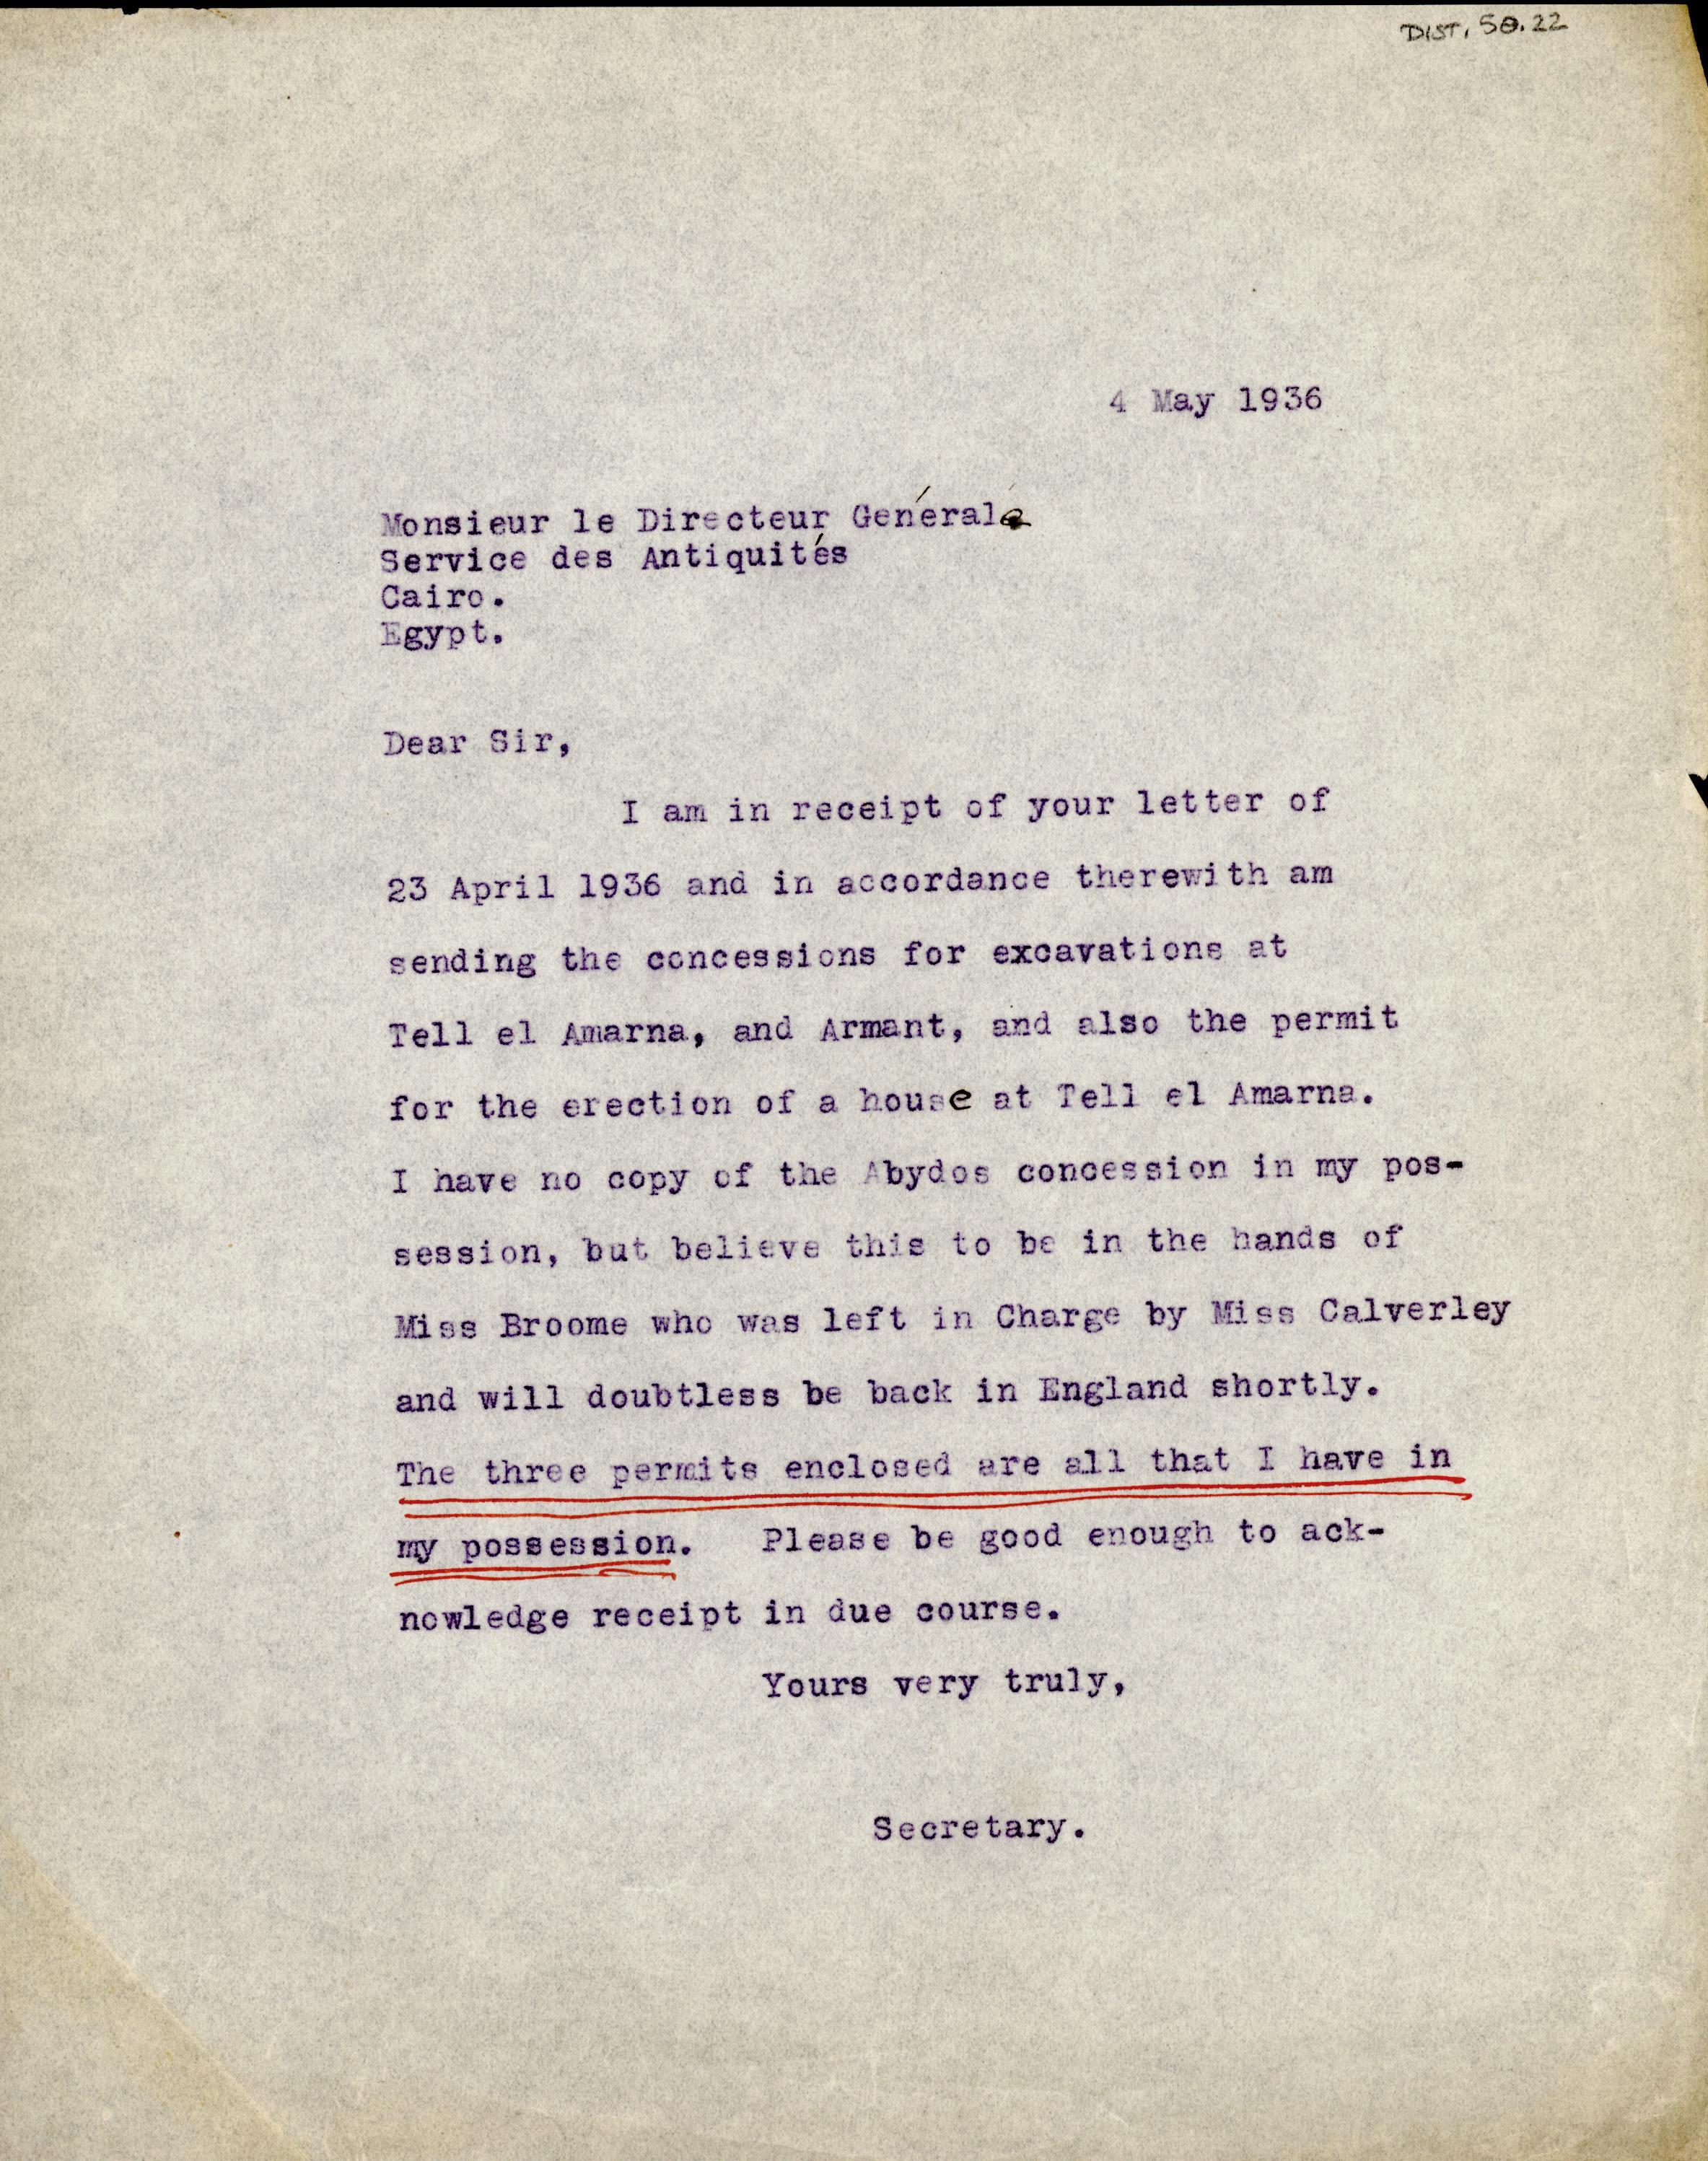 DIST. 50.22
4 May 1936
Monsieur le Directeur Générale
Service des Antiquités
Cairo.
Egypt.
Dear Sir,
I am in receipt of your letter of
23 April 1936 and in accordance therewith am
sending the concessions for excavations at
Tell el Amarna, and Armant, and also the permit
for the erection of a house at Tell el Amarna.
I have no copy of the Abydos concession in my pos-
session, but believe this to be in the hands of
Miss Broome who was left in Charge by Miss Calverley
and will doubtless be back in England shortly.
The three permits enclosed are all that I have in
my possession. Please be good enough to ack-
nowledge receipt in due course.
Yours very truly,
Secretary.